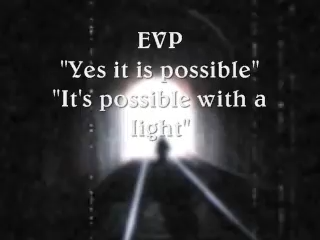 EVP
"Yes it is possible"
"It's possible with a
light"